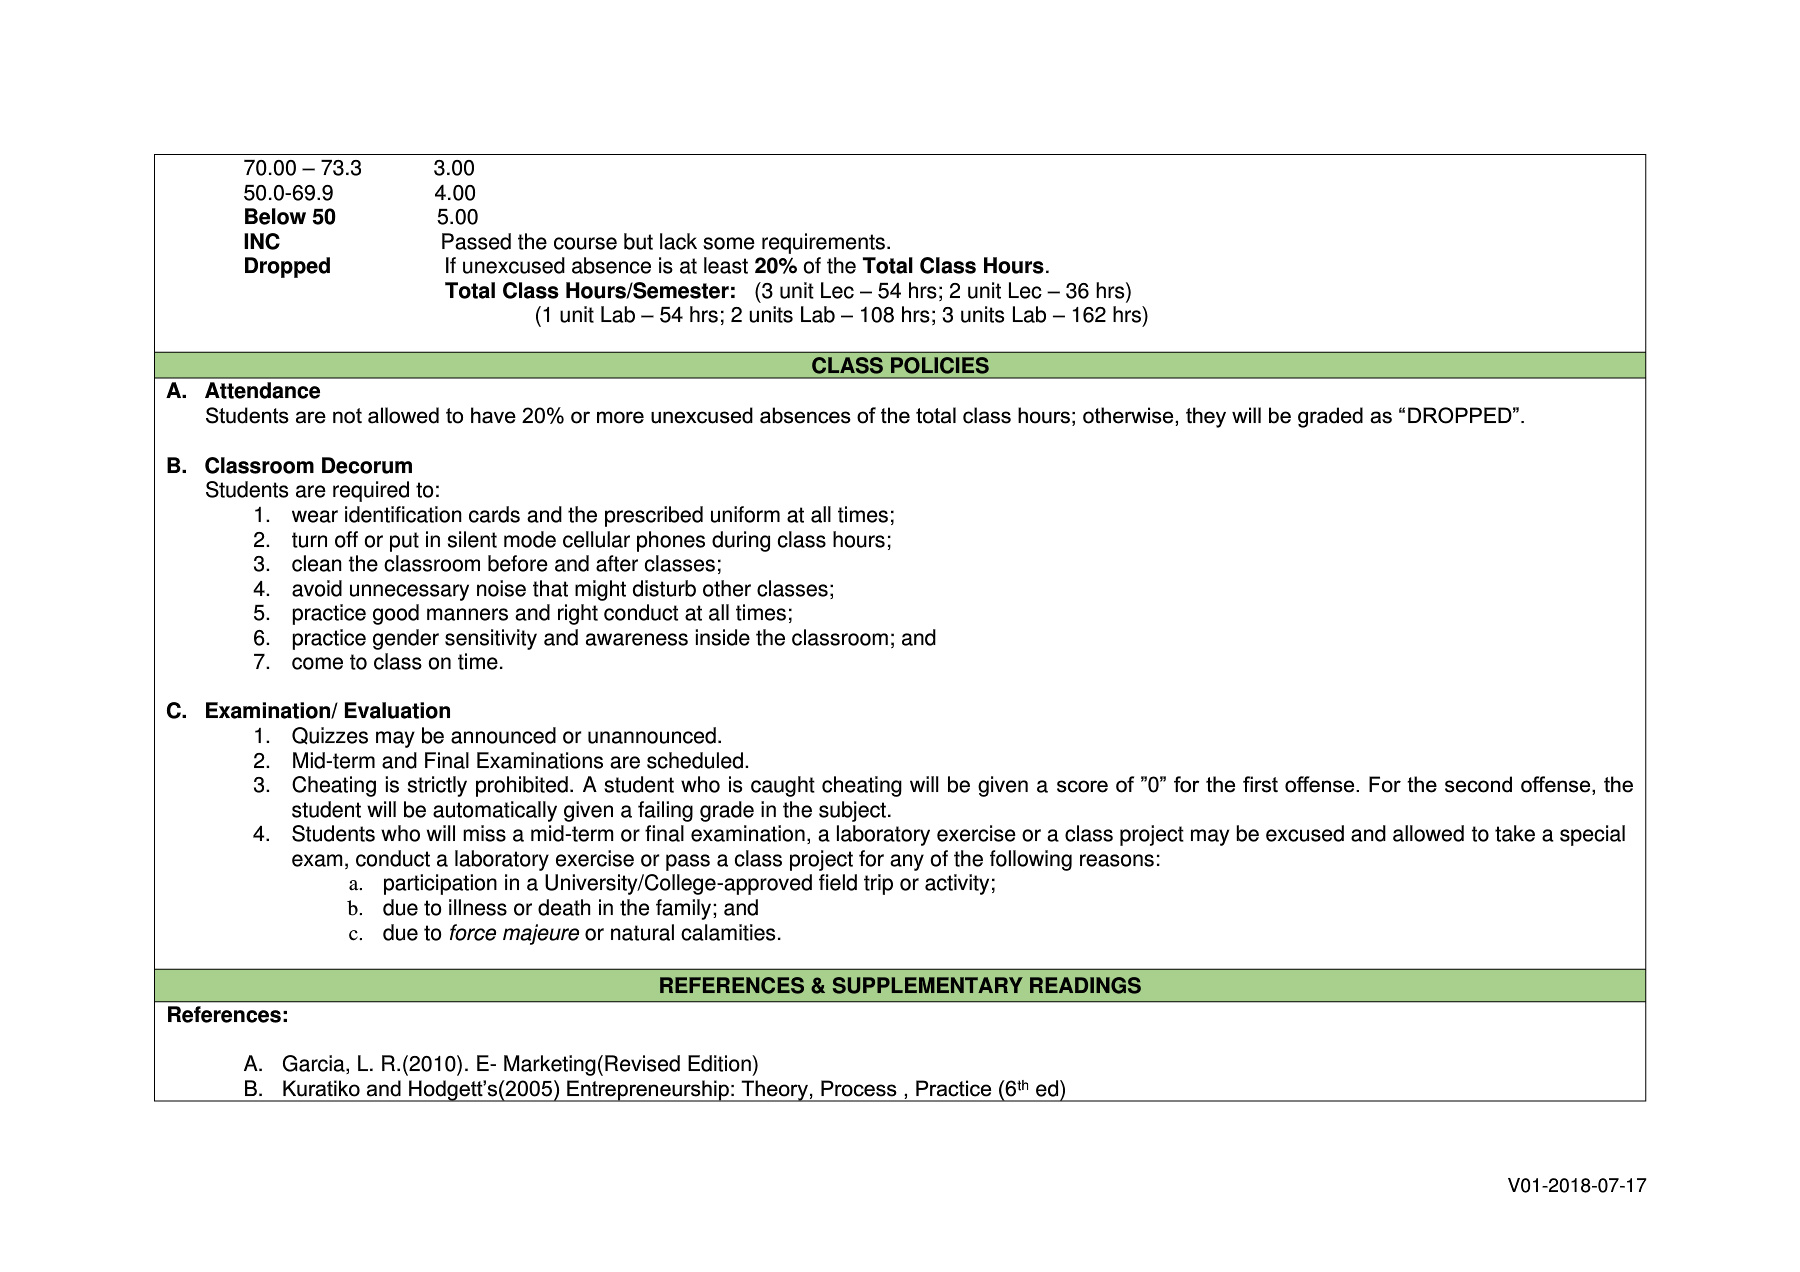 70.00 – 73.3 3.00
50.0-69.9 4.00
Below 50 5.00
INC Passed the course but lack some requirements.
Dropped If unexcused absence is at least 20% of the Total Class Hours.
Total Class Hours/Semester: (3 unit Lec – 54 hrs; 2 unit Lec – 36 hrs)
(1 unit Lab – 54 hrs; 2 units Lab – 108 hrs; 3 units Lab – 162 hrs)
CLASS POLICIES
A. Attendance
Students are not allowed to have 20% or more unexcused absences of the total class hours; otherwise, they will be graded as “DROPPED”.
B. Classroom Decorum
Students are required to:
1. wear identification cards and the prescribed uniform at all times;
2. turn off or put in silent mode cellular phones during class hours;
3. clean the classroom before and after classes;
4. avoid unnecessary noise that might disturb other classes;
5. practice good manners and right conduct at all times;
6. practice gender sensitivity and awareness inside the classroom; and
7. come to class on time.
C. Examination/ Evaluation
1. Quizzes may be announced or unannounced.
2. Mid-term and Final Examinations are scheduled.
3. Cheating is strictly prohibited. A student who is caught cheating will be given a score of ”0” for the first offense. For the second offense, the
student will be automatically given a failing grade in the subject.
4. Students who will miss a mid-term or final examination, a laboratory exercise or a class project may be excused and allowed to take a special
exam, conduct a laboratory exercise or pass a class project for any of the following reasons:
a. participation in a University/College-approved field trip or activity;
b. due to illness or death in the family; and
c. due to force majeure or natural calamities.
REFERENCES & SUPPLEMENTARY READINGS
References:
A. Garcia, L. R.(2010). E- Marketing(Revised Edition)
B. Kuratiko and Hodgett’s(2005) Entrepreneurship: Theory, Process , Practice (6th ed)
V01-2018-07-17